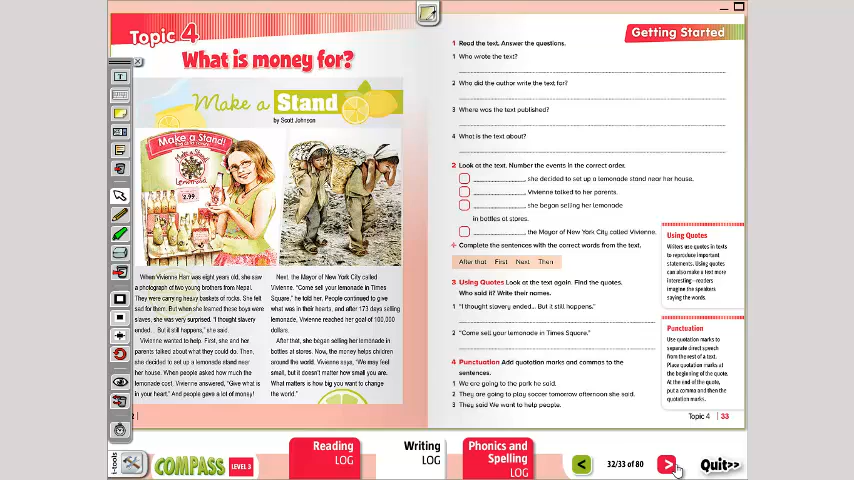 Topic 4
What is money for?
Make a Stand
by Scott Johnson
Make a Stand!
Make a Stand
Lemonade
$2.99
When Vivienne Harr was eight years old, she saw
a photograph of two young brothers from Nepal.
They were carrying heavy baskets of rocks. She felt
sad for them. But when she learned these boys were
slaves, she was very surprised. "I thought slavery
ended... But it still happens," she said.
Vivienne wanted to help. First, she and her
parents talked about what they could do. Then,
she decided to set up a lemonade stand near
her house. When people asked how much the
lemonade cost, Vivienne answered, "Give what is
in your heart." And people gave a lot of money!
Next, the Mayor of New York City called
Vivienne. "Come sell your lemonade in Times
Square," he told her. People continued to give
what was in their hearts, and after 173 days selling
lemonade, Vivienne reached her goal of 100,000
dollars.
After that, she began selling her lemonade in
bottles at stores. Now, the money helps children
around the world. Vivienne says, "We may feel
small, but it doesn't matter how small you are.
What matters is how big you want to change
the world."
2
Getting Started
1 Read the text. Answer the questions.
1 Who wrote the text?
2 Who did the author write the text for?
3 Where was the text published?
4 What is the text about?
2 Look at the text. Number the events in the correct order.
, she decided to set up a lemonade stand near her house.
, Vivienne talked to her parents.
, she began selling her lemonade
in bottles at stores.
, the Mayor of New York City called Vivienne.
Complete the sentences with the correct words from the text.
After that First Next Then
3 Using Quotes Look at the text again. Find the quotes.
Who said it? Write their names.
1 "I thought slavery ended... But it still happens."
2 "Come sell your lemonade in Times Square."
4 Punctuation Add quotation marks and commas to the
sentences.
1 We are going to the park he said.
2 They are going to play soccer tomorrow afternoon she said.
3 They said We want to help people.
Using Quotes
Writers use quotes in texts
to reproduce important
statements. Using quotes
can also make a text more
interesting—readers
imagine the speakers
saying the words.
Punctuation
Use quotation marks to
separate direct speech
from the rest of a text.
Place quotation marks at
the beginning of the quote.
At the end of the quote,
put a comma and then the
quotation marks.
Topic 4 33
i-tools
COMPASS LEVEL 3
Reading
LOG
Writing
LOG
Phonics and
Spelling
LOG
< 32/33 of 80 >
Quit>>